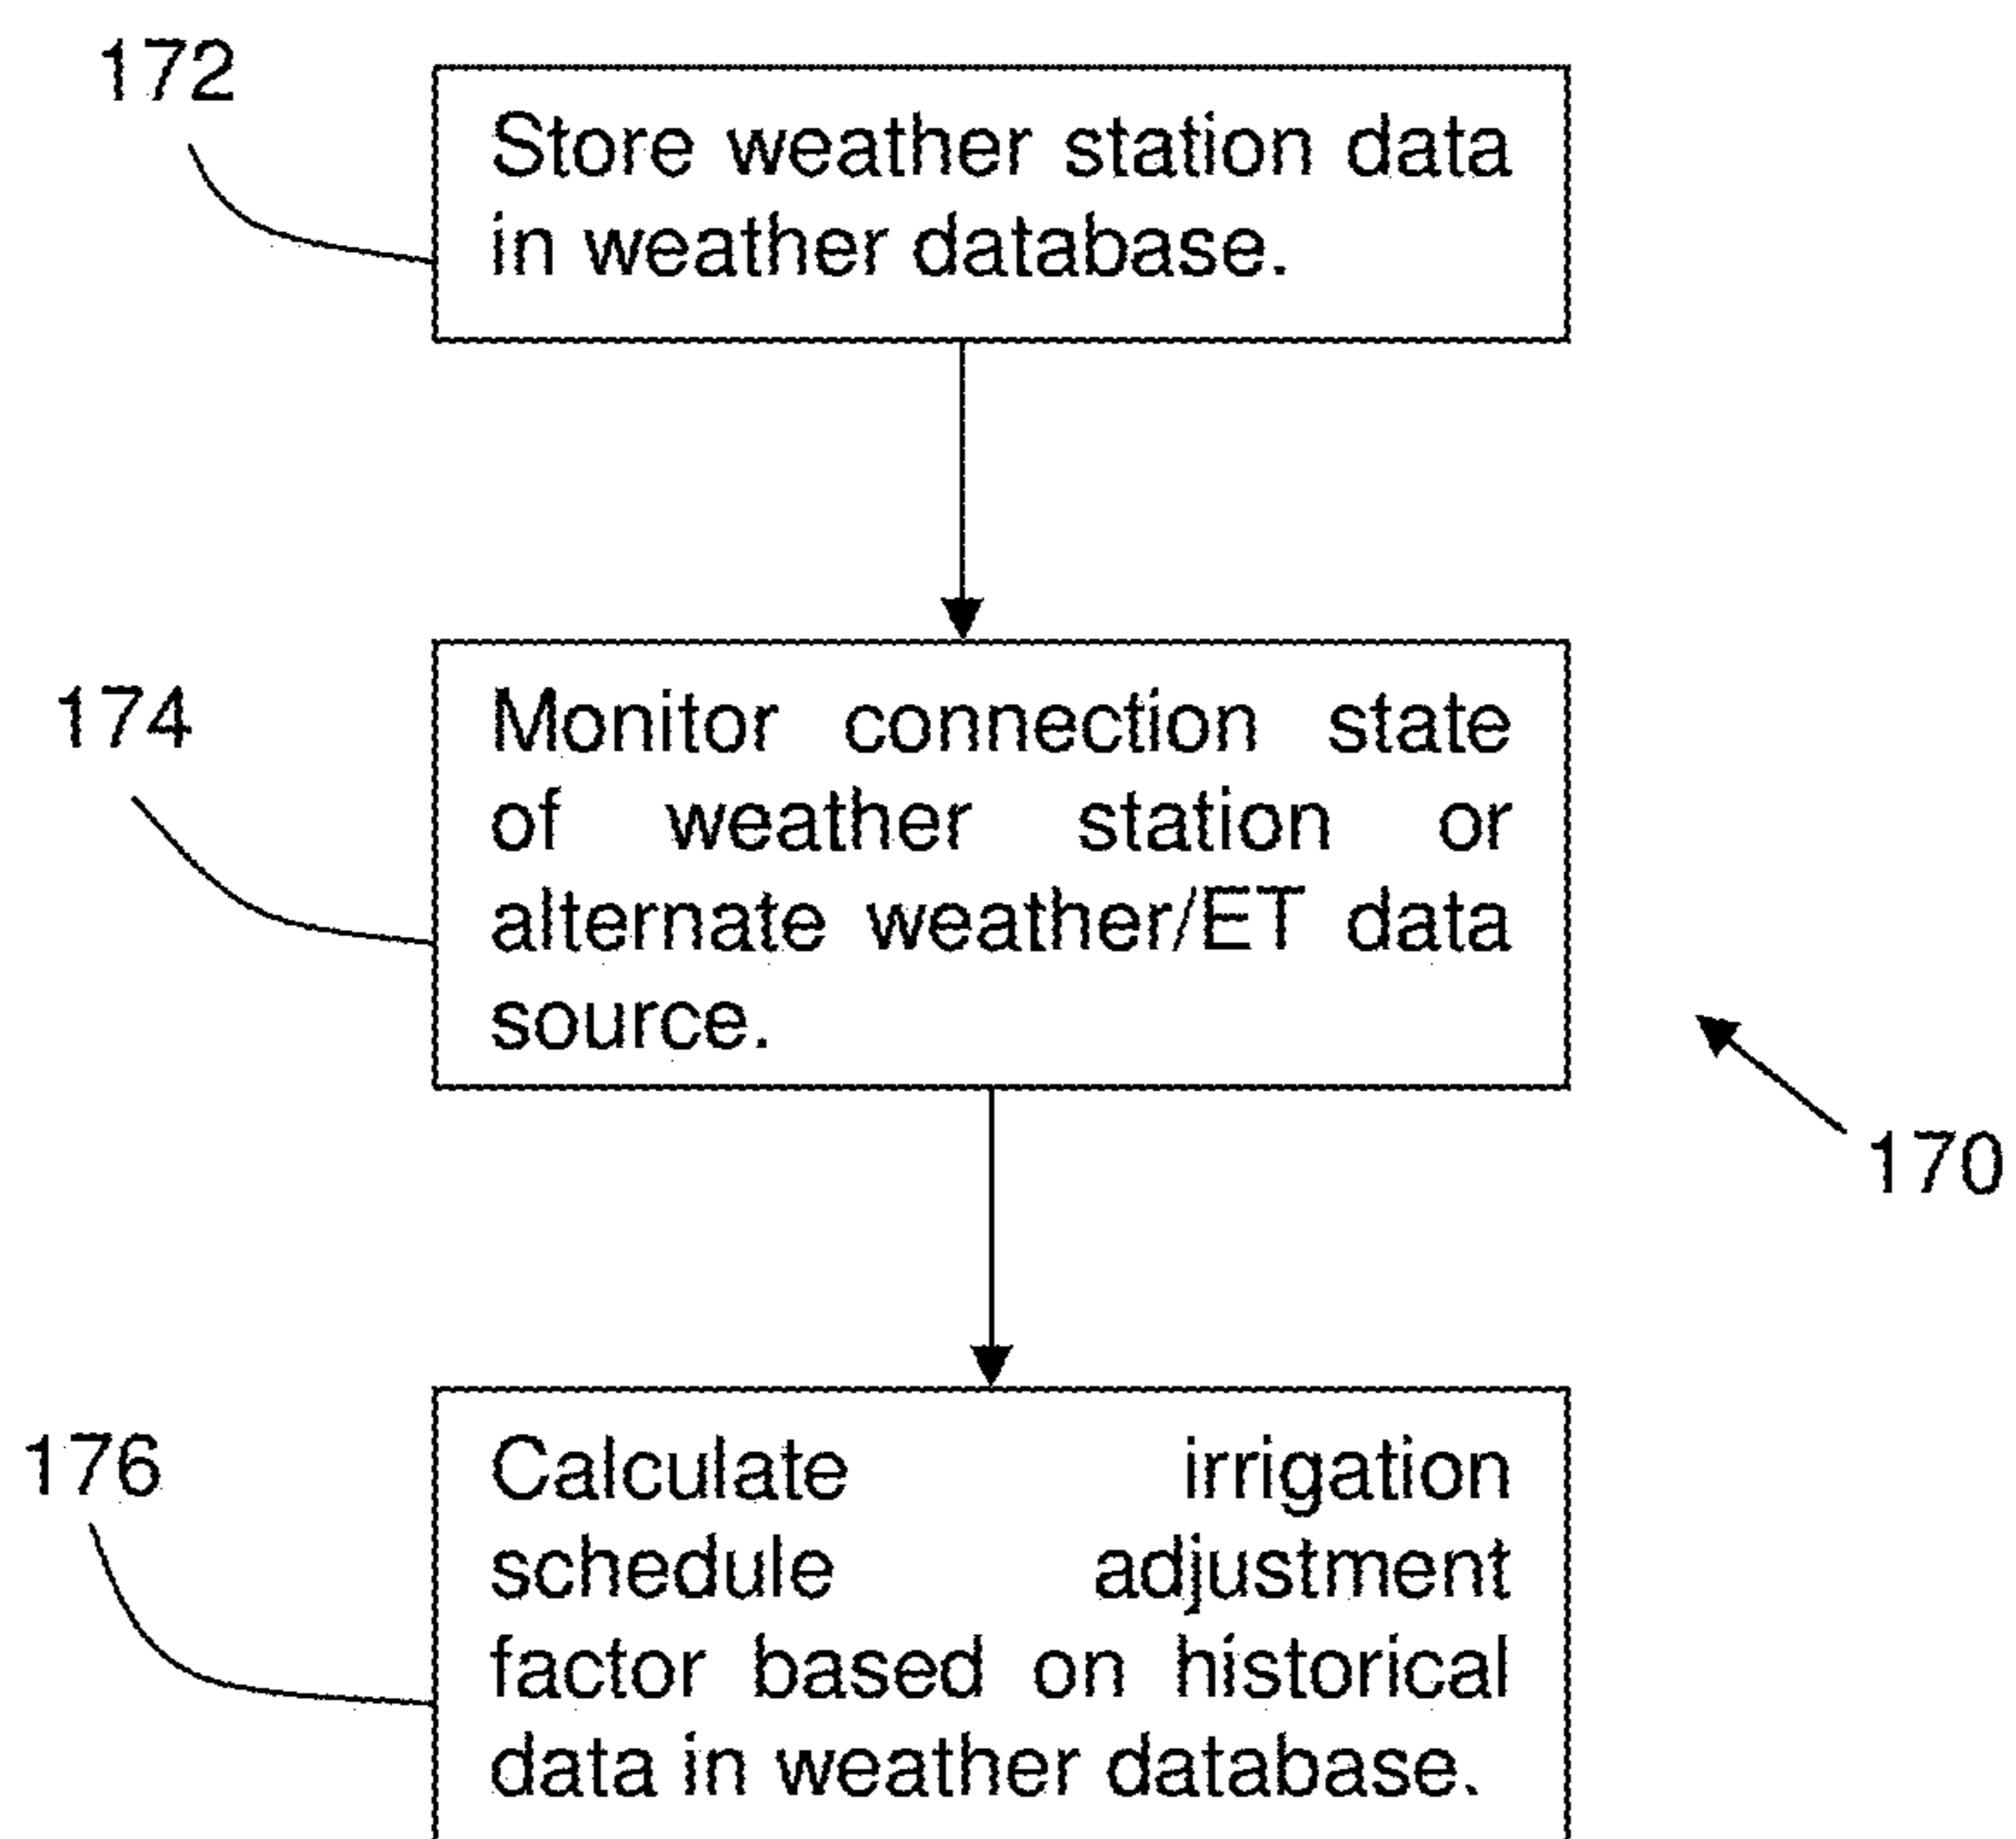 172
Store weather station data
in weather database.
174
Monitor connection state
of weather station or
alternate weather/ET data
source.
170
176
Calculate irrigation
schedule adjustment
factor based on historical
data in weather database.